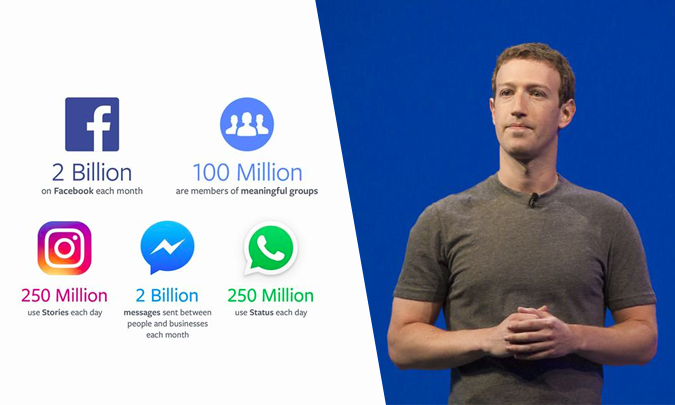 2 Billion
on Facebook each month
100 Million
are members of meaningful groups
250 Million
use Stories each day
2 Billion
messages sent between
people and businesses
each month
250 Million
use Status each day